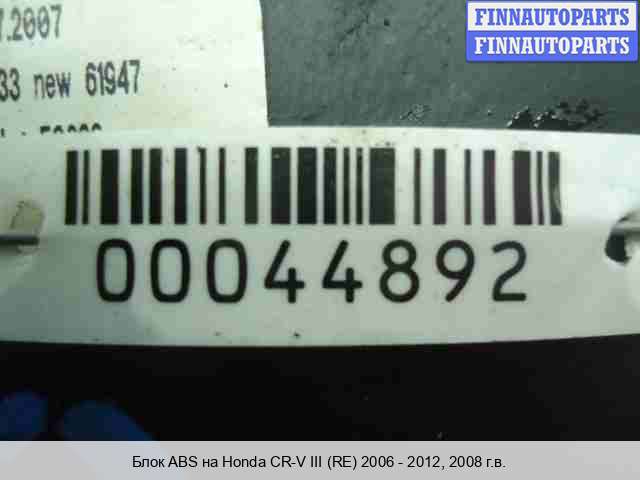 FINNAUTOPARTS
FINNAUTOPARTS
.2007
33 new 61947
00044892
Блок ABS на Honda CR-V III (RE) 2006 - 2012, 2008 г.в.